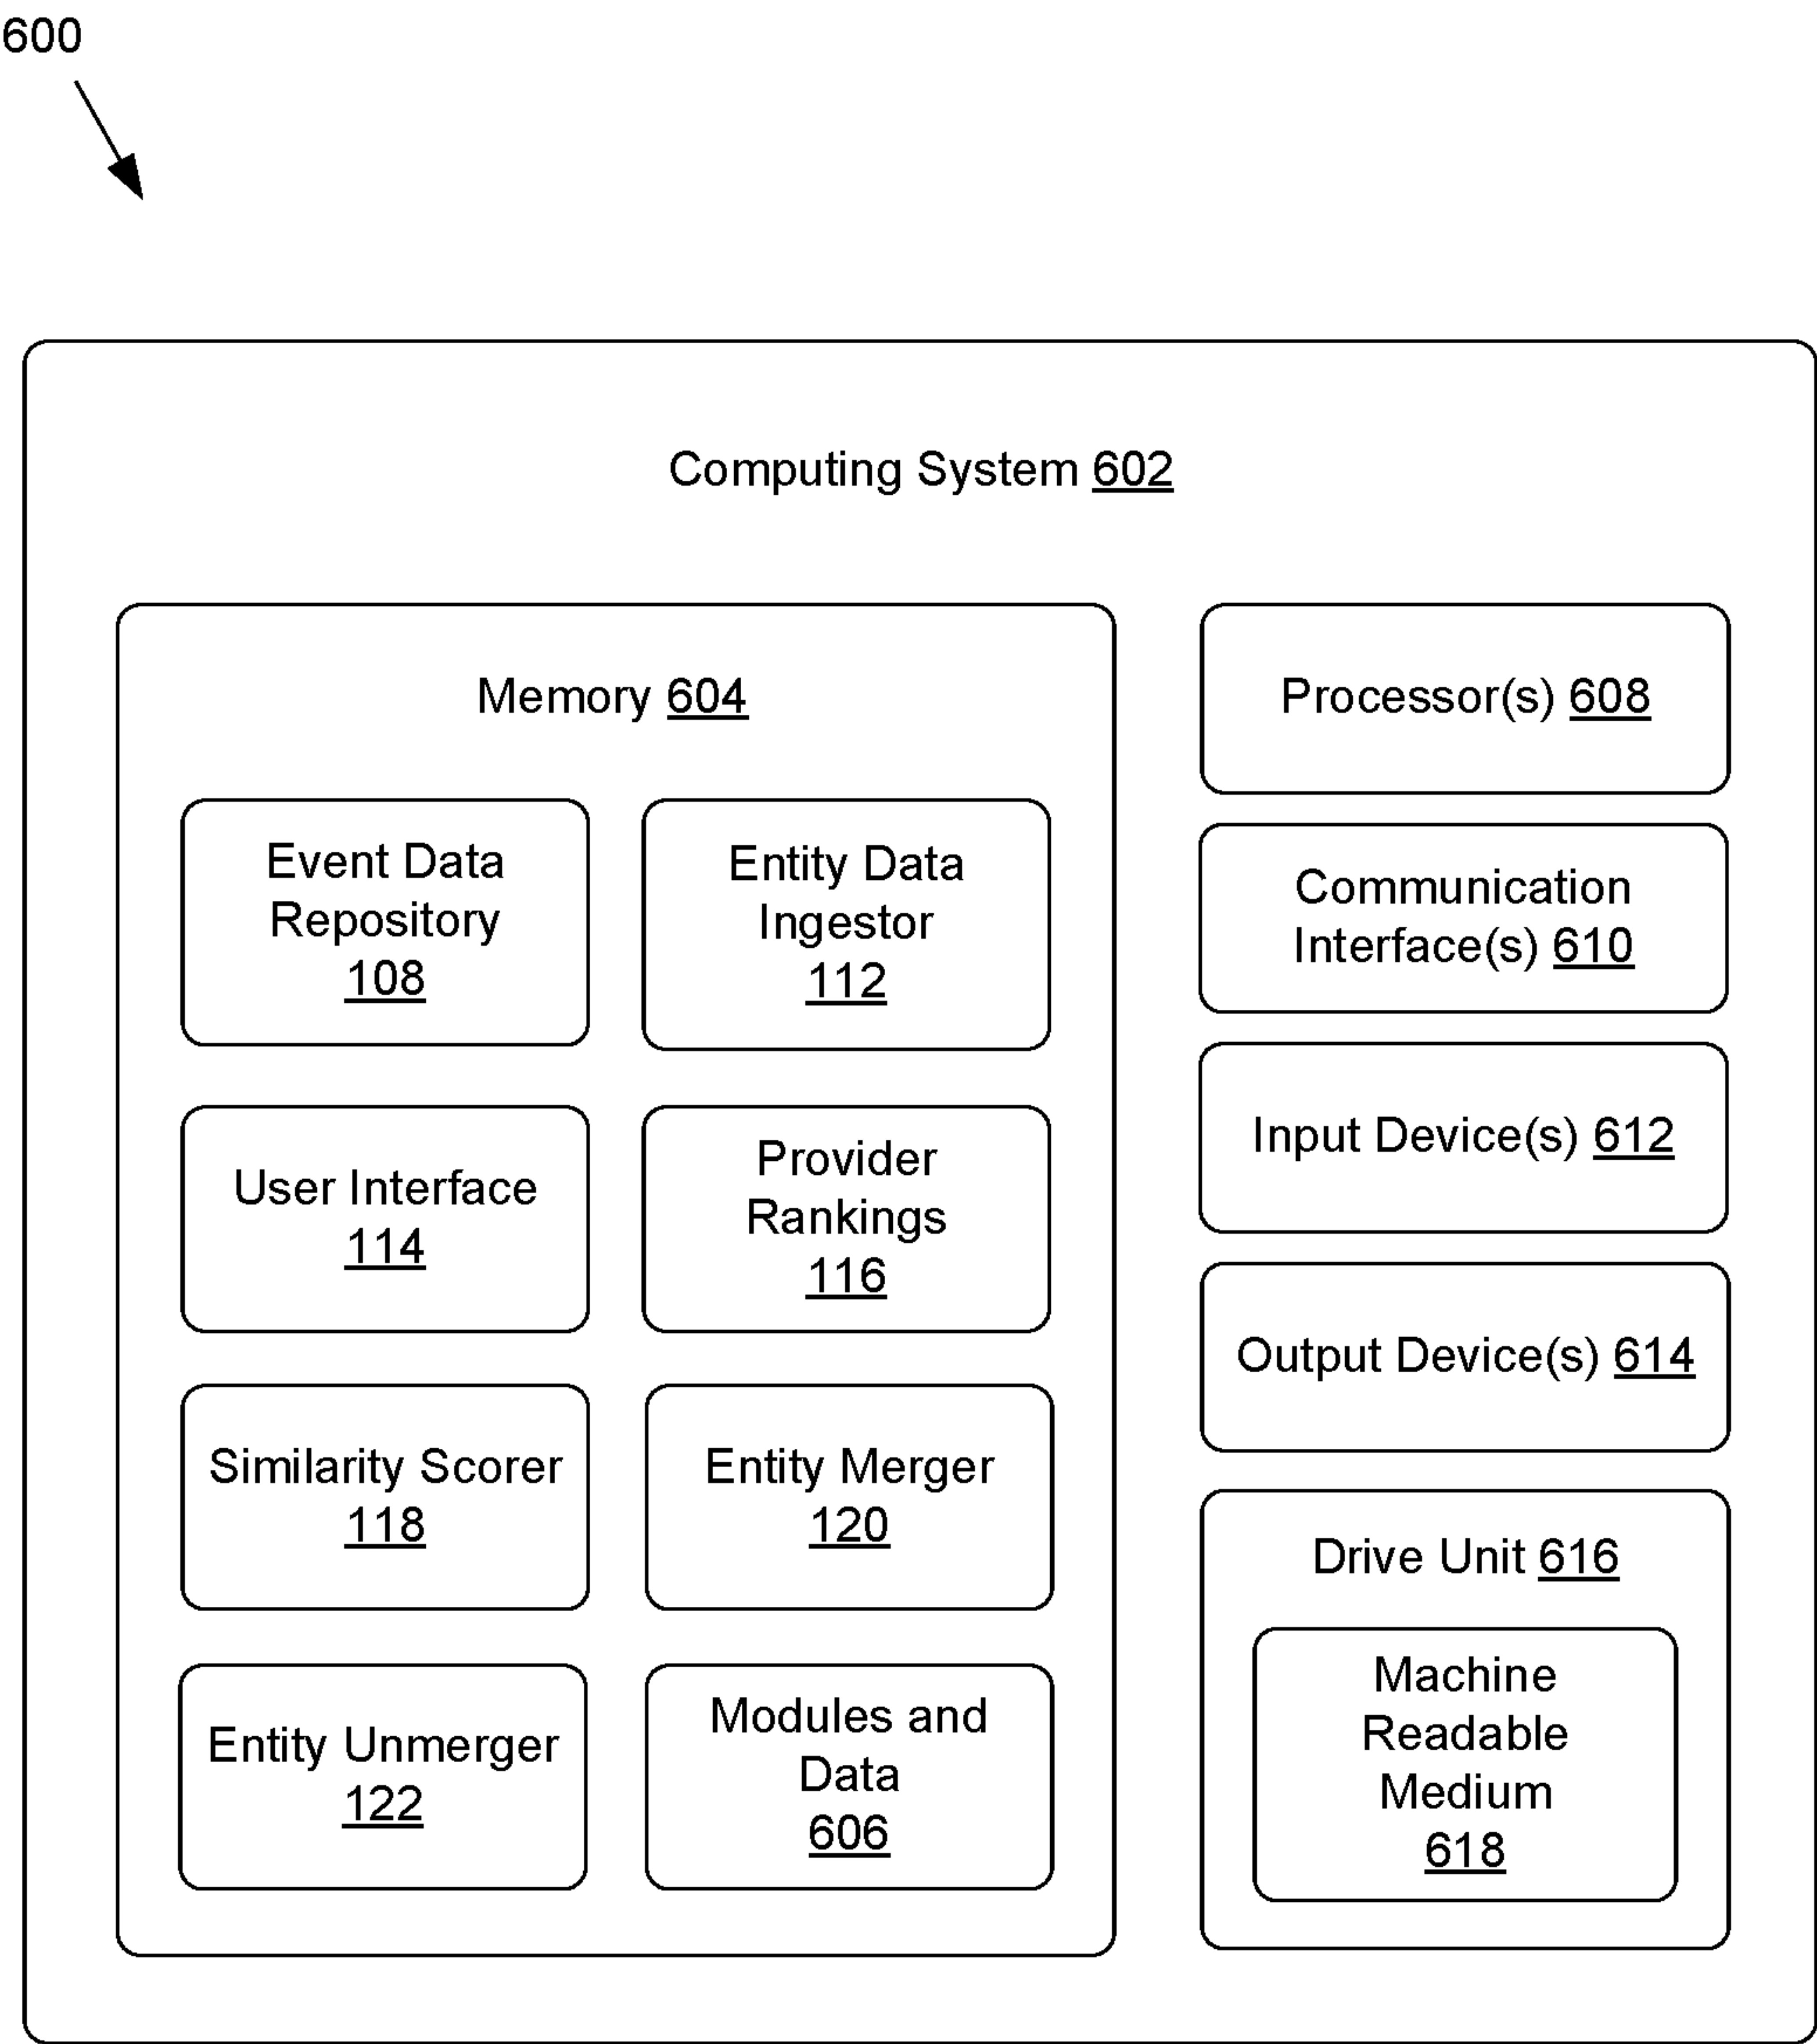 600
Computing System 602
Memory 604
Event Data
Repository
108
Entity Data
Ingestor
112
User Interface
114
Provider
Rankings
116
Similarity Scorer
118
Entity Merger
120
Entity Unmerger
122
Modules and
Data
606
Processor(s) 608
Communication
Interface(s) 610
Input Device(s) 612
Output Device(s) 614
Drive Unit 616
Machine
Readable
Medium
618